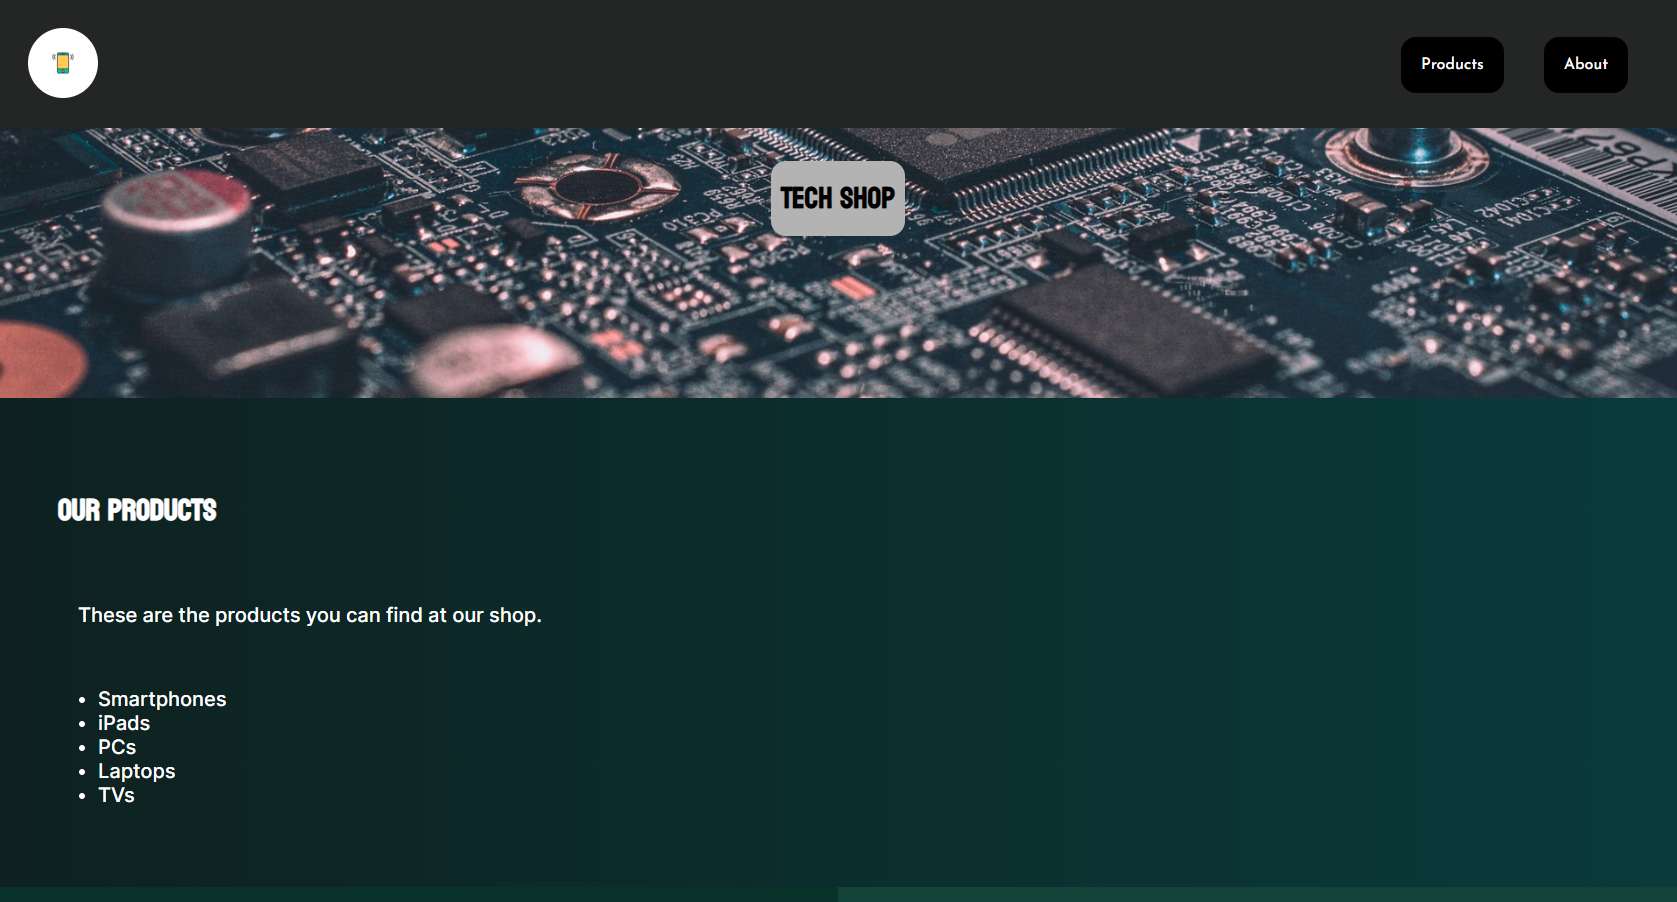 Products
About
TECH SHOP
OUR PRODUCTS
These are the products you can find at our shop.
• Smartphones
• iPads
• PCs
• Laptops
• TVs